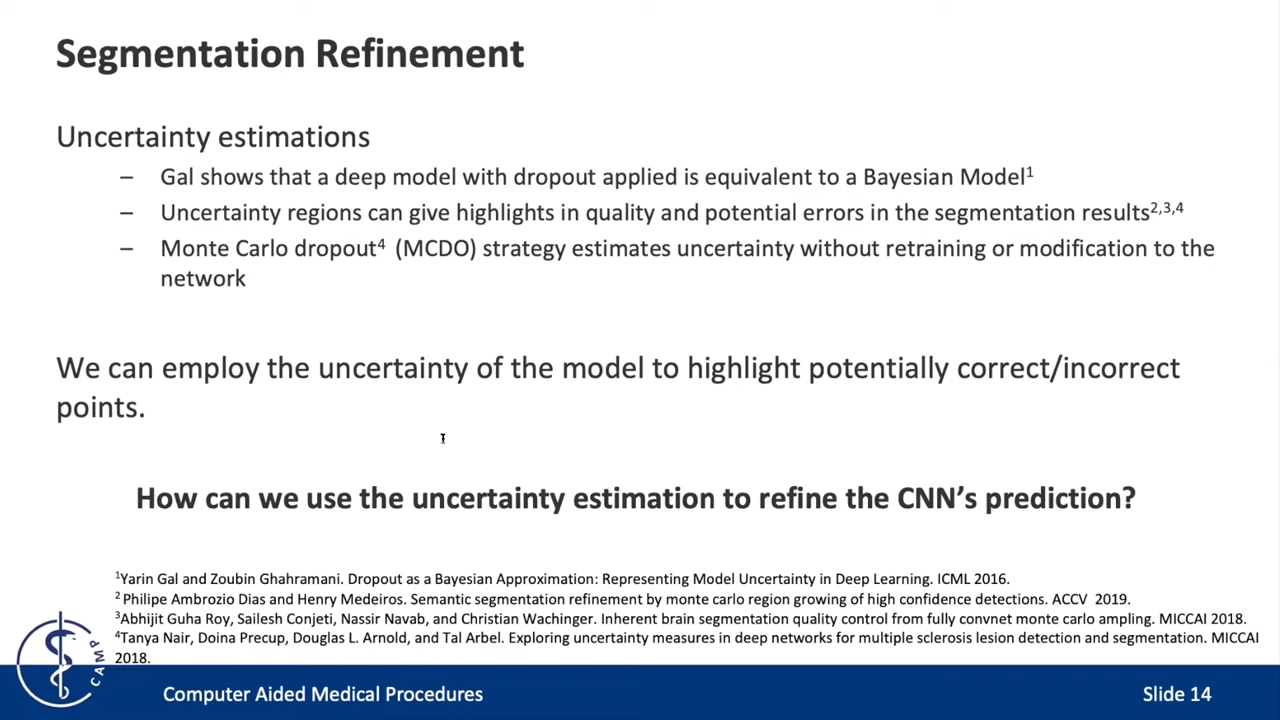 Segmentation Refinement
Uncertainty estimations
– Gal shows that a deep model with dropout applied is equivalent to a Bayesian Model¹
– Uncertainty regions can give highlights in quality and potential errors in the segmentation results²,³,⁴
– Monte Carlo dropout⁴ (MCDO) strategy estimates uncertainty without retraining or modification to the
network
We can employ the uncertainty of the model to highlight potentially correct/incorrect
points.
How can we use the uncertainty estimation to refine the CNN’s prediction?
¹Yarin Gal and Zoubin Ghahramani. Dropout as a Bayesian Approximation: Representing Model Uncertainty in Deep Learning. ICML 2016.
² Philipe Ambrozio Dias and Henry Medeiros. Semantic segmentation refinement by monte carlo region growing of high confidence detections. ACCV 2019.
³Abhijit Guha Roy, Sailesh Conjeti, Nassir Navab, and Christian Wachinger. Inherent brain segmentation quality control from fully convnet monte carlo ampling. MICCAI 2018.
⁴Tanya Nair, Doina Precup, Douglas L. Arnold, and Tal Arbel. Exploring uncertainty measures in deep networks for multiple sclerosis lesion detection and segmentation. MICCAI
2018.
CAMP
Computer Aided Medical Procedures
Slide 14